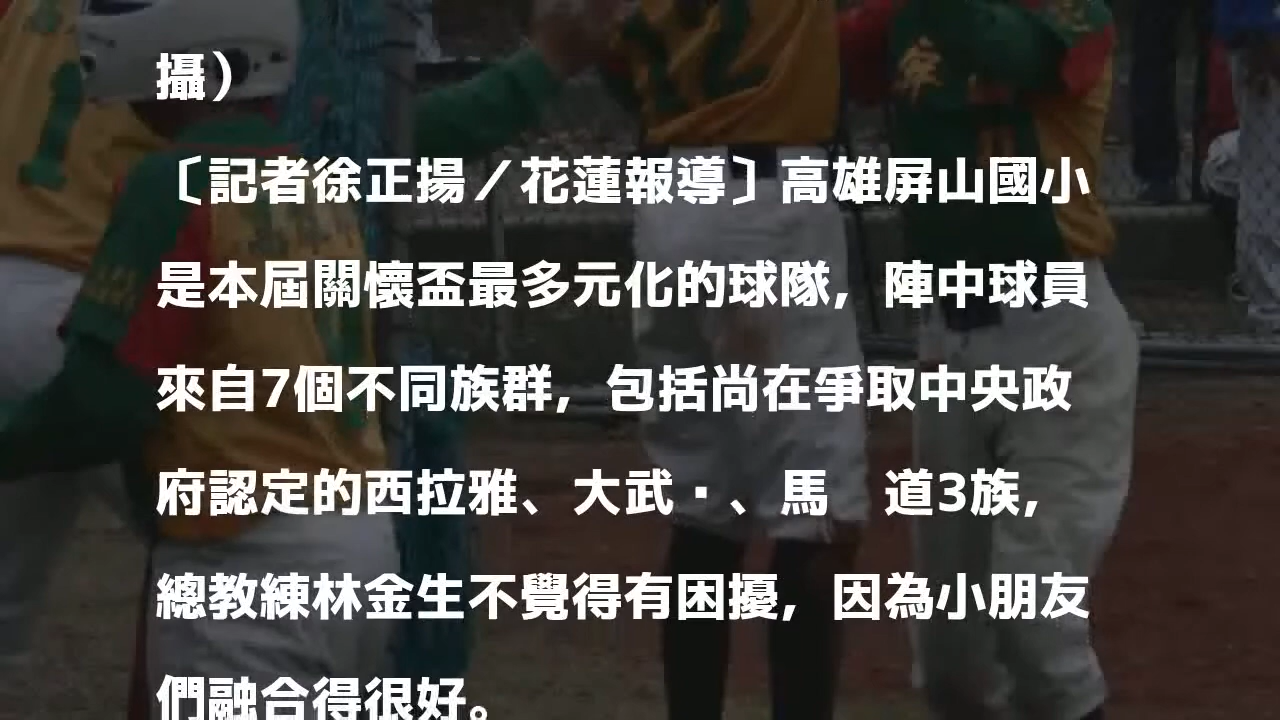 攝）
〔記者徐正揚／花蓮報導〕高雄屏山國小
是本屆關懷盃最多元化的球隊，陣中球員
來自7個不同族群，包括尚在爭取中央政
府認定的西拉雅、大武▪、馬　道3族，
總教練林金生不覺得有困擾，因為小朋友
們融合得很好。